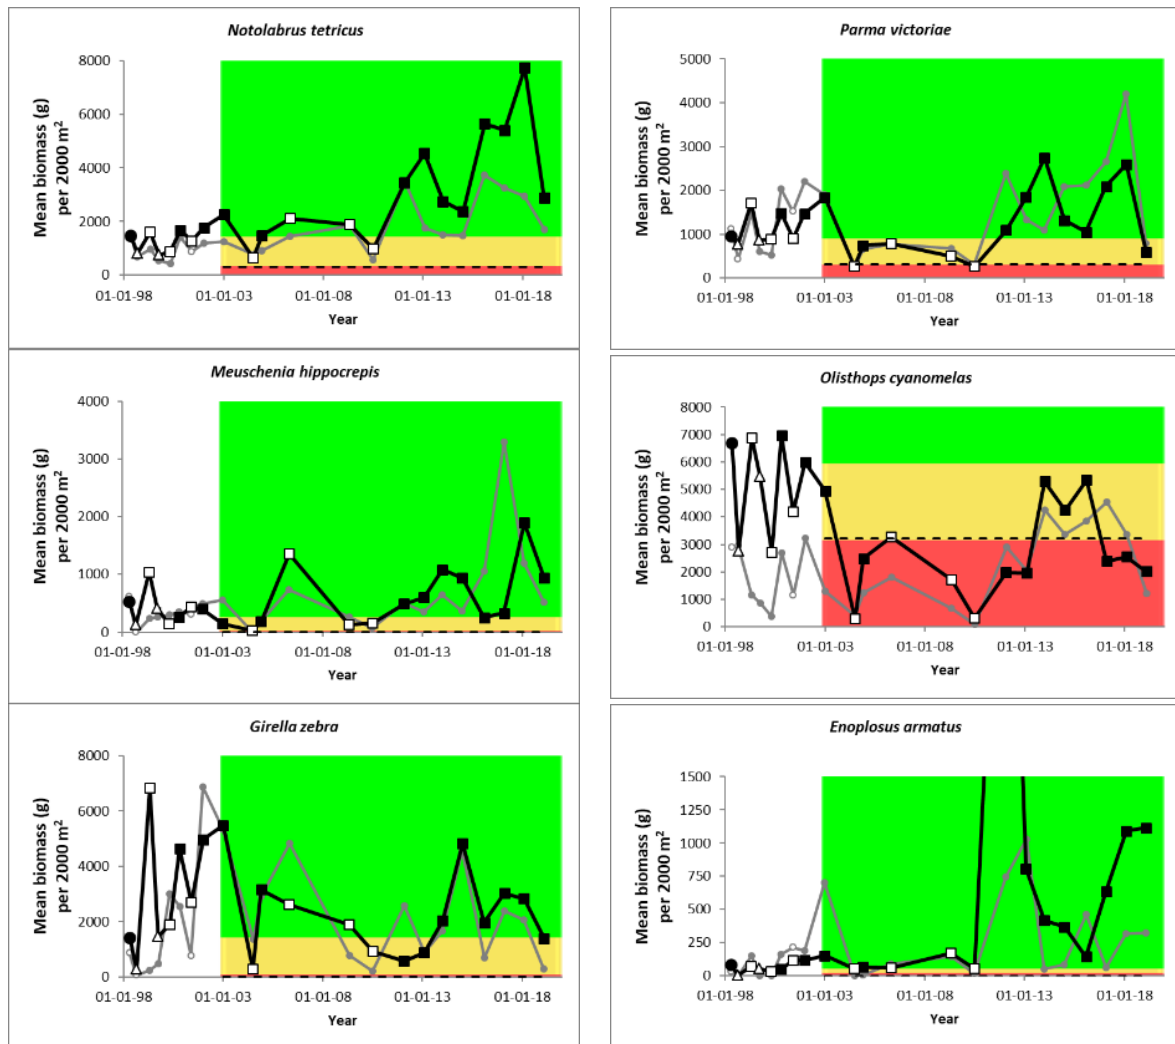 Notolabrus tetricus
Mean biomass (g)
per 2000 m²
8000
6000
4000
2000
0
01-01-98 01-01-03 01-01-08 01-01-13 01-01-18
Year
Parma victoriae
Mean biomass (g)
per 2000 m²
5000
4000
3000
2000
1000
0
01-01-98 01-01-03 01-01-08 01-01-13 01-01-18
Year
Meuschenia hippocrepis
Mean biomass (g)
per 2000 m²
4000
3000
2000
1000
0
01-01-98 01-01-03 01-01-08 01-01-13 01-01-18
Year
Olisthops cyanomelas
Mean biomass (g)
per 2000 m²
8000
7000
6000
5000
4000
3000
2000
1000
0
01-01-98 01-01-03 01-01-08 01-01-13 01-01-18
Year
Girella zebra
Mean biomass (g)
per 2000 m²
8000
6000
4000
2000
0
01-01-98 01-01-03 01-01-08 01-01-13 01-01-18
Year
Enoplosus armatus
Mean biomass (g)
per 2000 m²
1500
1250
1000
750
500
250
0
01-01-98 01-01-03 01-01-08 01-01-13 01-01-18
Year